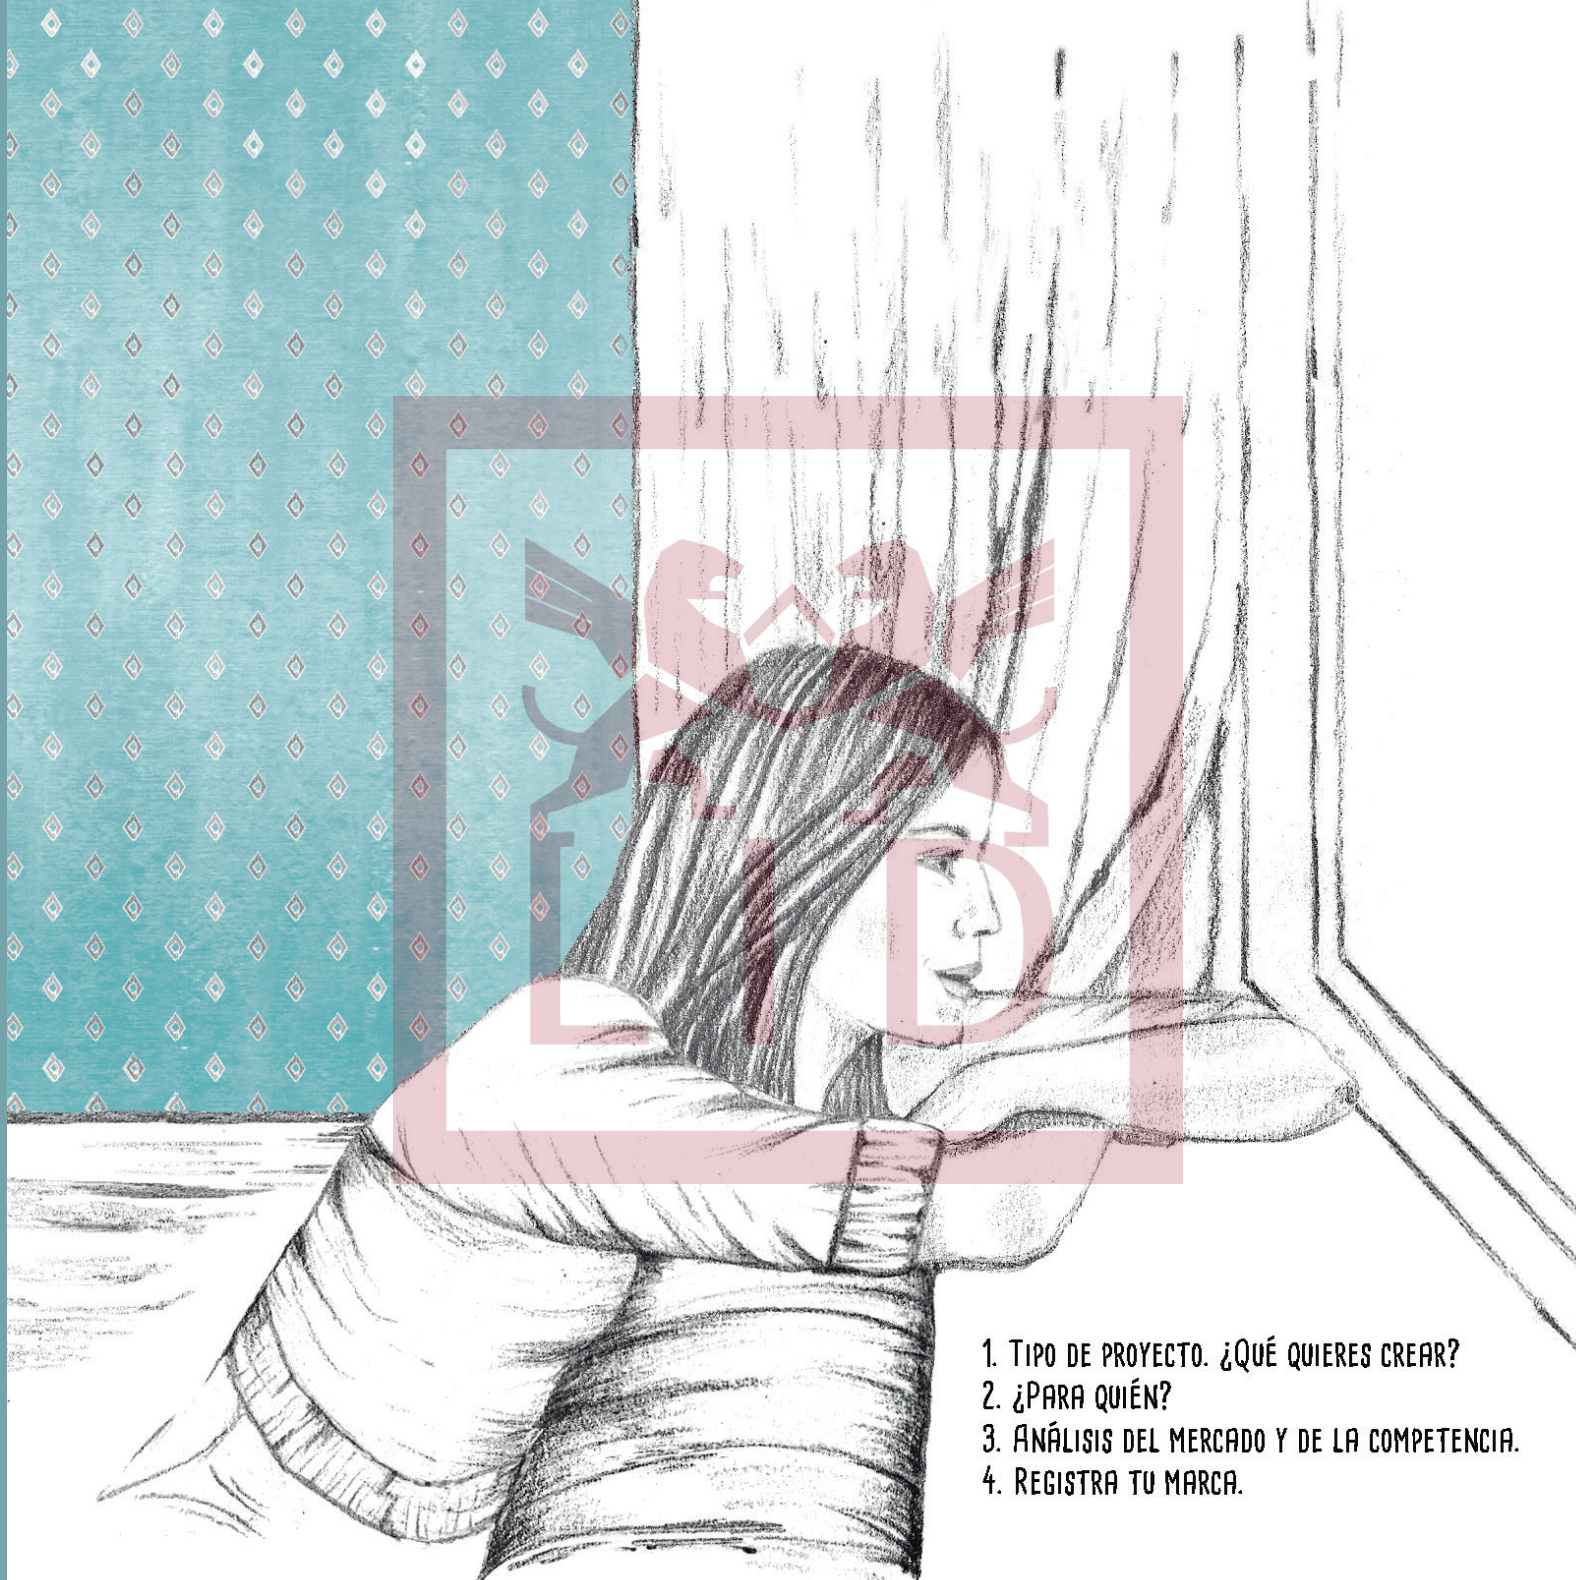 LID
1. Tipo de proyecto. ¿Qué quieres crear?
2. ¿Para quién?
3. Análisis del mercado y de la competencia.
4. Registra tu marca.